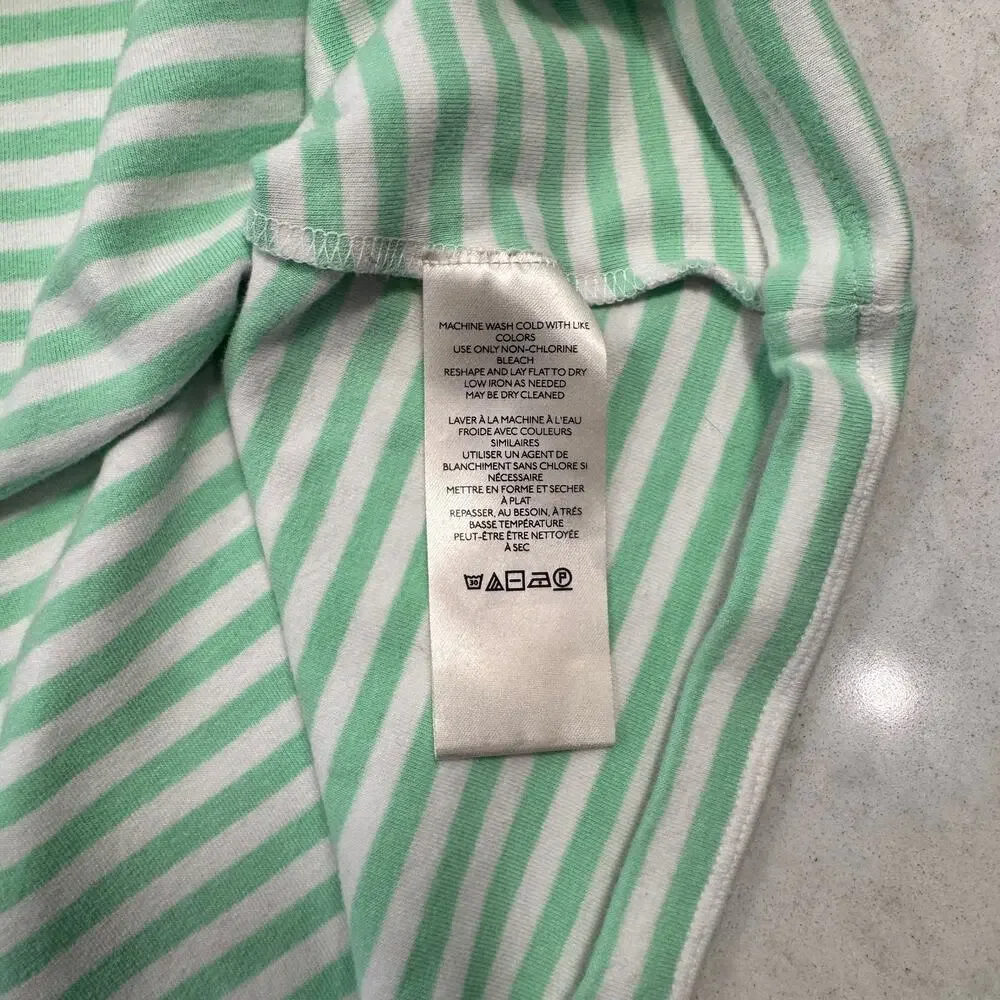 MACHINE WASH COLD WITH LIKE
COLORS
USE ONLY NON-CHLORINE
BLEACH
RESHAPE AND LAY FLAT TO DRY
LOW IRON AS NEEDED
MAY BE DRY CLEANED
LAVER À LA MACHINE À L'EAU
FROIDE AVEC COULEURS
SIMILAIRES
UTILISER UN AGENT DE
BLANCHIMENT SANS CHLORE SI
NÉCESSAIRE
METTRE EN FORME ET SECHER
À PLAT
REPASSER, AU BESOIN, À TRÉS
BASSE TEMPÉRATURE
PEUT-ÊTRE ÊTRE NETTOYÉE
À SEC
30 P